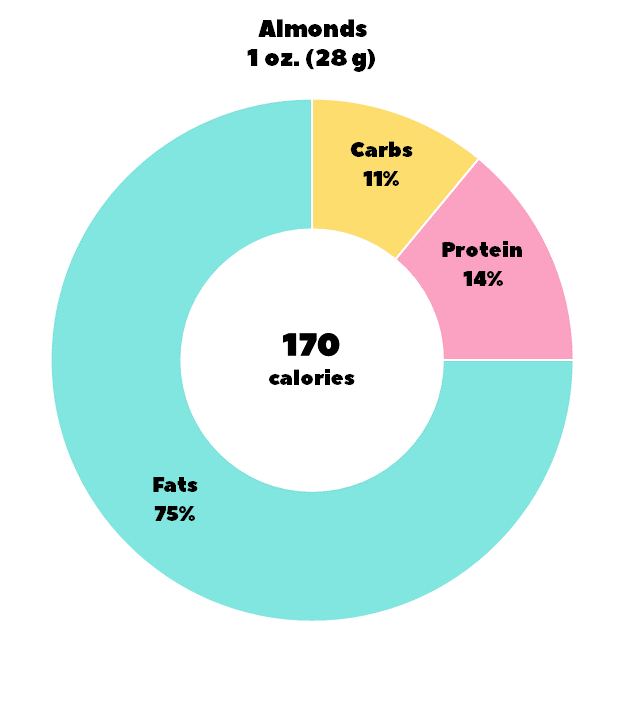 Almonds
1 oz. (28 g)
Carbs
11%
Protein
14%
170
calories
Fats
75%